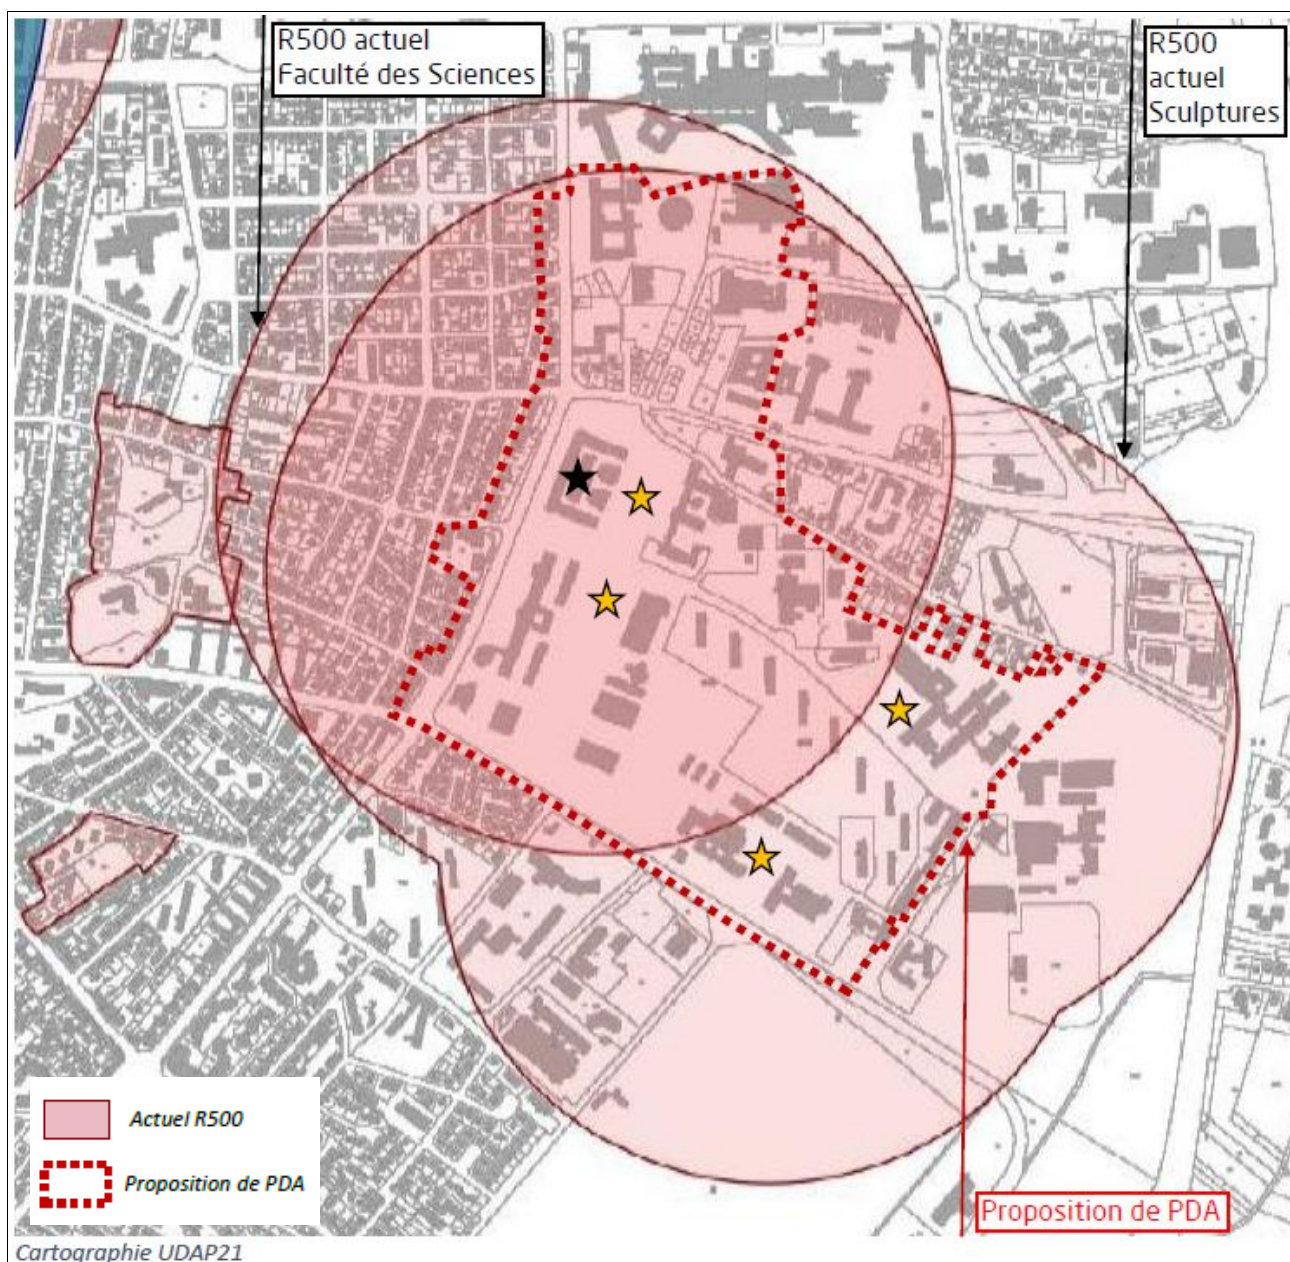 R500 actuel
Faculté des Sciences
R500
actuel
Sculptures
Actuel R500
Proposition de PDA
Proposition de PDA
Cartographie UDAP21